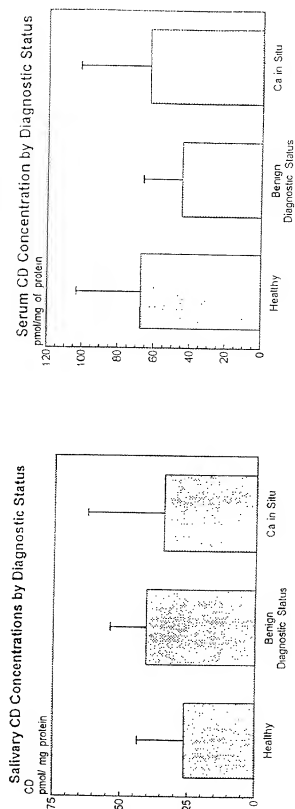 Salivary CD Concentrations by Diagnostic Status
CD
pmol/ mg protein
75
50
25
0
Healthy
Benign
Ca in Situ
Diagnostic Status
Serum CD Concentration by Diagnostic Status
pmol/mg of protein
120
100
80
60
40
20
0
Healthy
Benign
Ca in Situ
Diagnostic Status